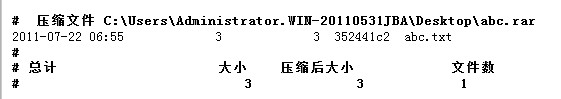 # 压缩文件 C:\Users\Administrator.WIN-20110531JBA\Desktop\abc.rar
2011-07-22 06:55 3 3 352441c2 abc.txt
#
# 总计 大小 压缩后大小 文件数
# 3 3 1